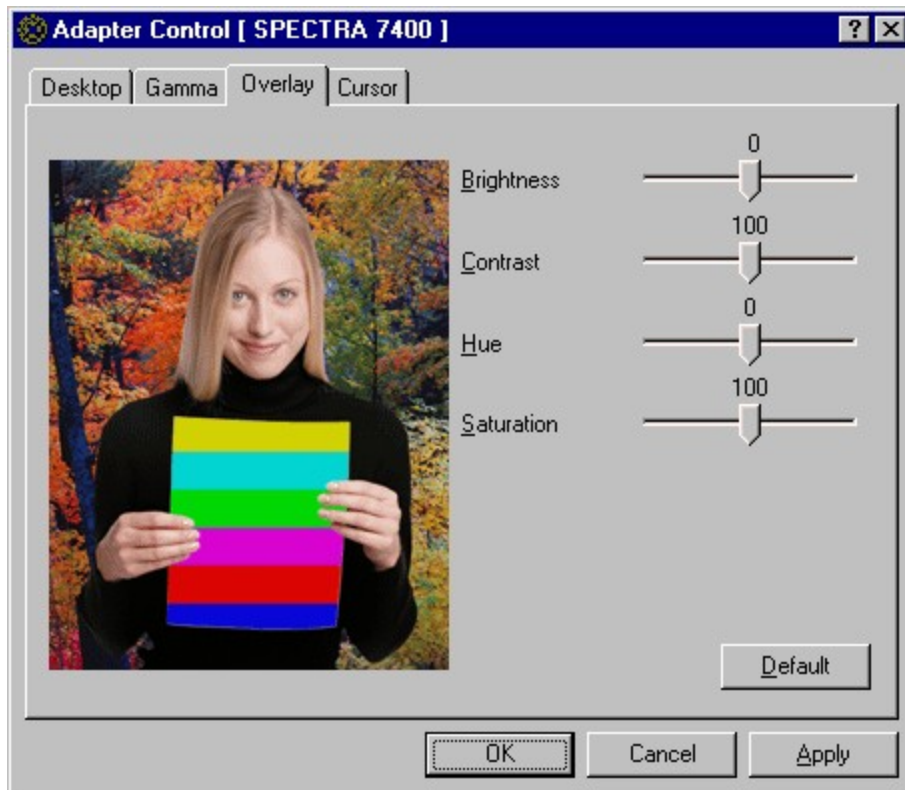 Adapter Control [ SPECTRA 7400 ]
Desktop Gamma Overlay Cursor
0
Brightness
100
Contrast
0
Hue
100
Saturation
Default
OK Cancel Apply